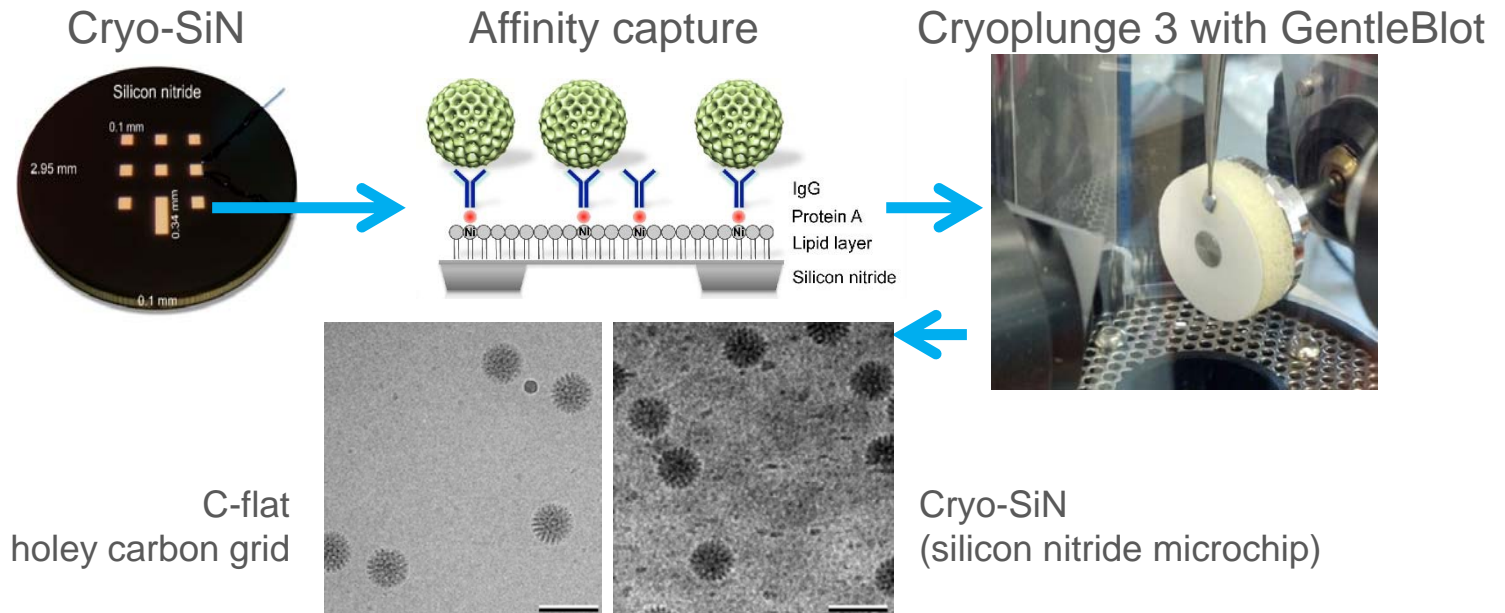 Cryo-SiN
Affinity capture
Cryoplunge 3 with GentleBlot
Silicon nitride
0.1 mm
2.95 mm
0.34 mm
0.1 mm
IgG
Protein A
Ni
Ni
Ni
Ni
Lipid layer
Silicon nitride
C-flat
holey carbon grid
Cryo-SiN
(silicon nitride microchip)